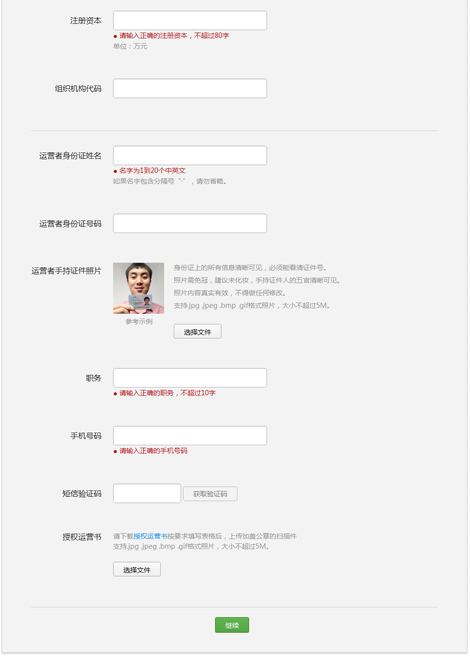 注册资本
请输入正确的注册资本，不超过80字
单位：万元
组织机构代码
运营者身份证姓名
名字为1到20个中英文
如果名字包含分隔号“·”，请勿省略。
运营者身份证号码
运营者手持证件照片
身份证上的所有信息清晰可见，必须能看清证件号。
照片需免冠，建议未化妆，手持证件人的五官清晰可见。
照片内容真实有效，不得做任何修改。
支持.jpg .jpeg .bmp .gif格式照片，大小不超过5M。
参考示例
选择文件
职务
请输入正确的职务，不超过10字
手机号码
请输入正确的手机号码
短信验证码
获取验证码
授权运营书
请下载授权运营书按要求填写表格后，上传加盖公章的扫描件
支持.jpg .jpeg .bmp .gif格式照片，大小不超过5M。
选择文件
继续